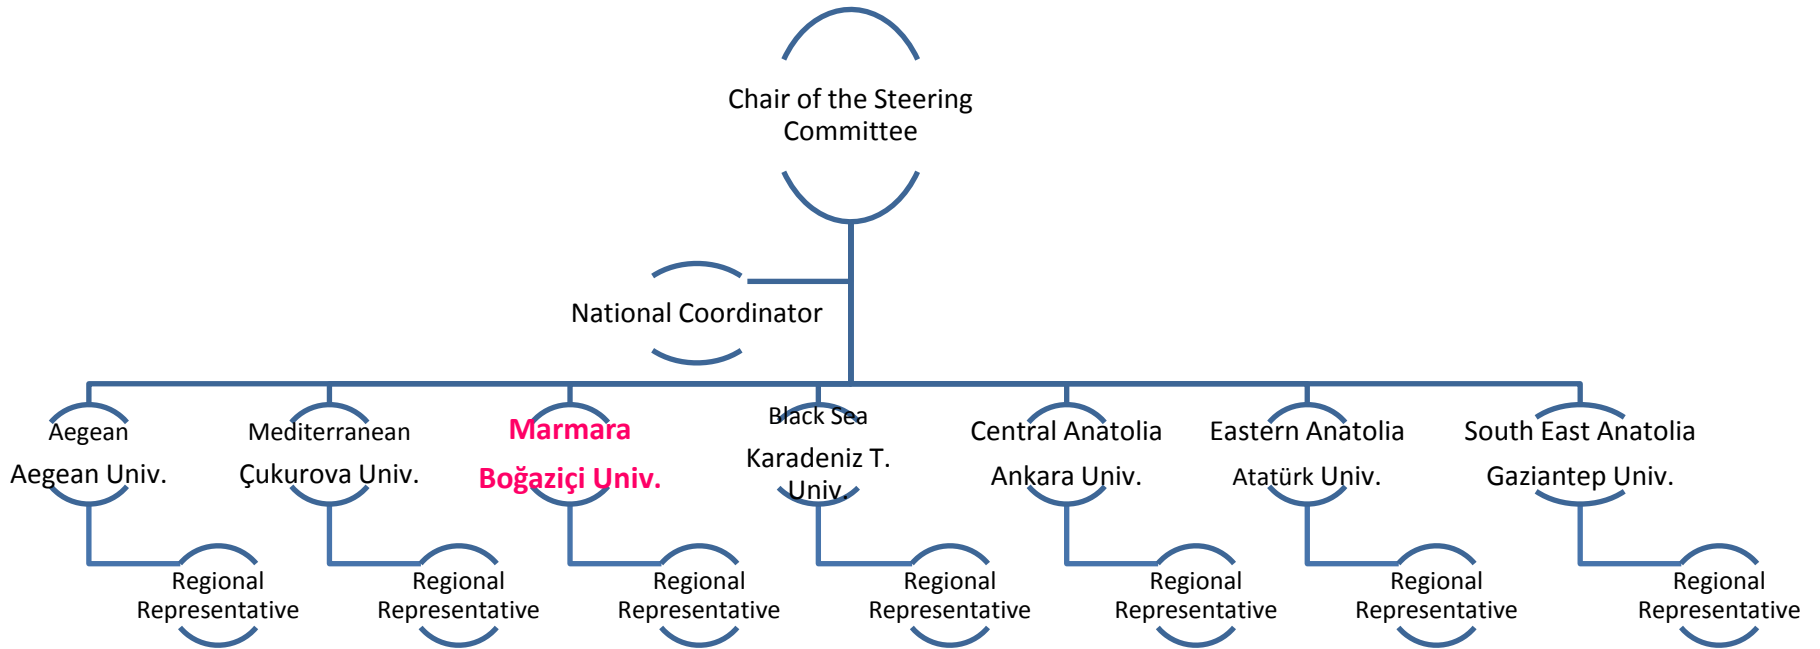 Chair of the Steering
Committee
National Coordinator
Aegean
Aegean Univ.
Mediterranean
Çukurova Univ.
Marmara
Boğaziçi Univ.
Black Sea
Karadeniz T.
Univ.
Central Anatolia
Ankara Univ.
Eastern Anatolia
Atatürk Univ.
South East Anatolia
Gaziantep Univ.
Regional
Representative
Regional
Representative
Regional
Representative
Regional
Representative
Regional
Representative
Regional
Representative
Regional
Representative